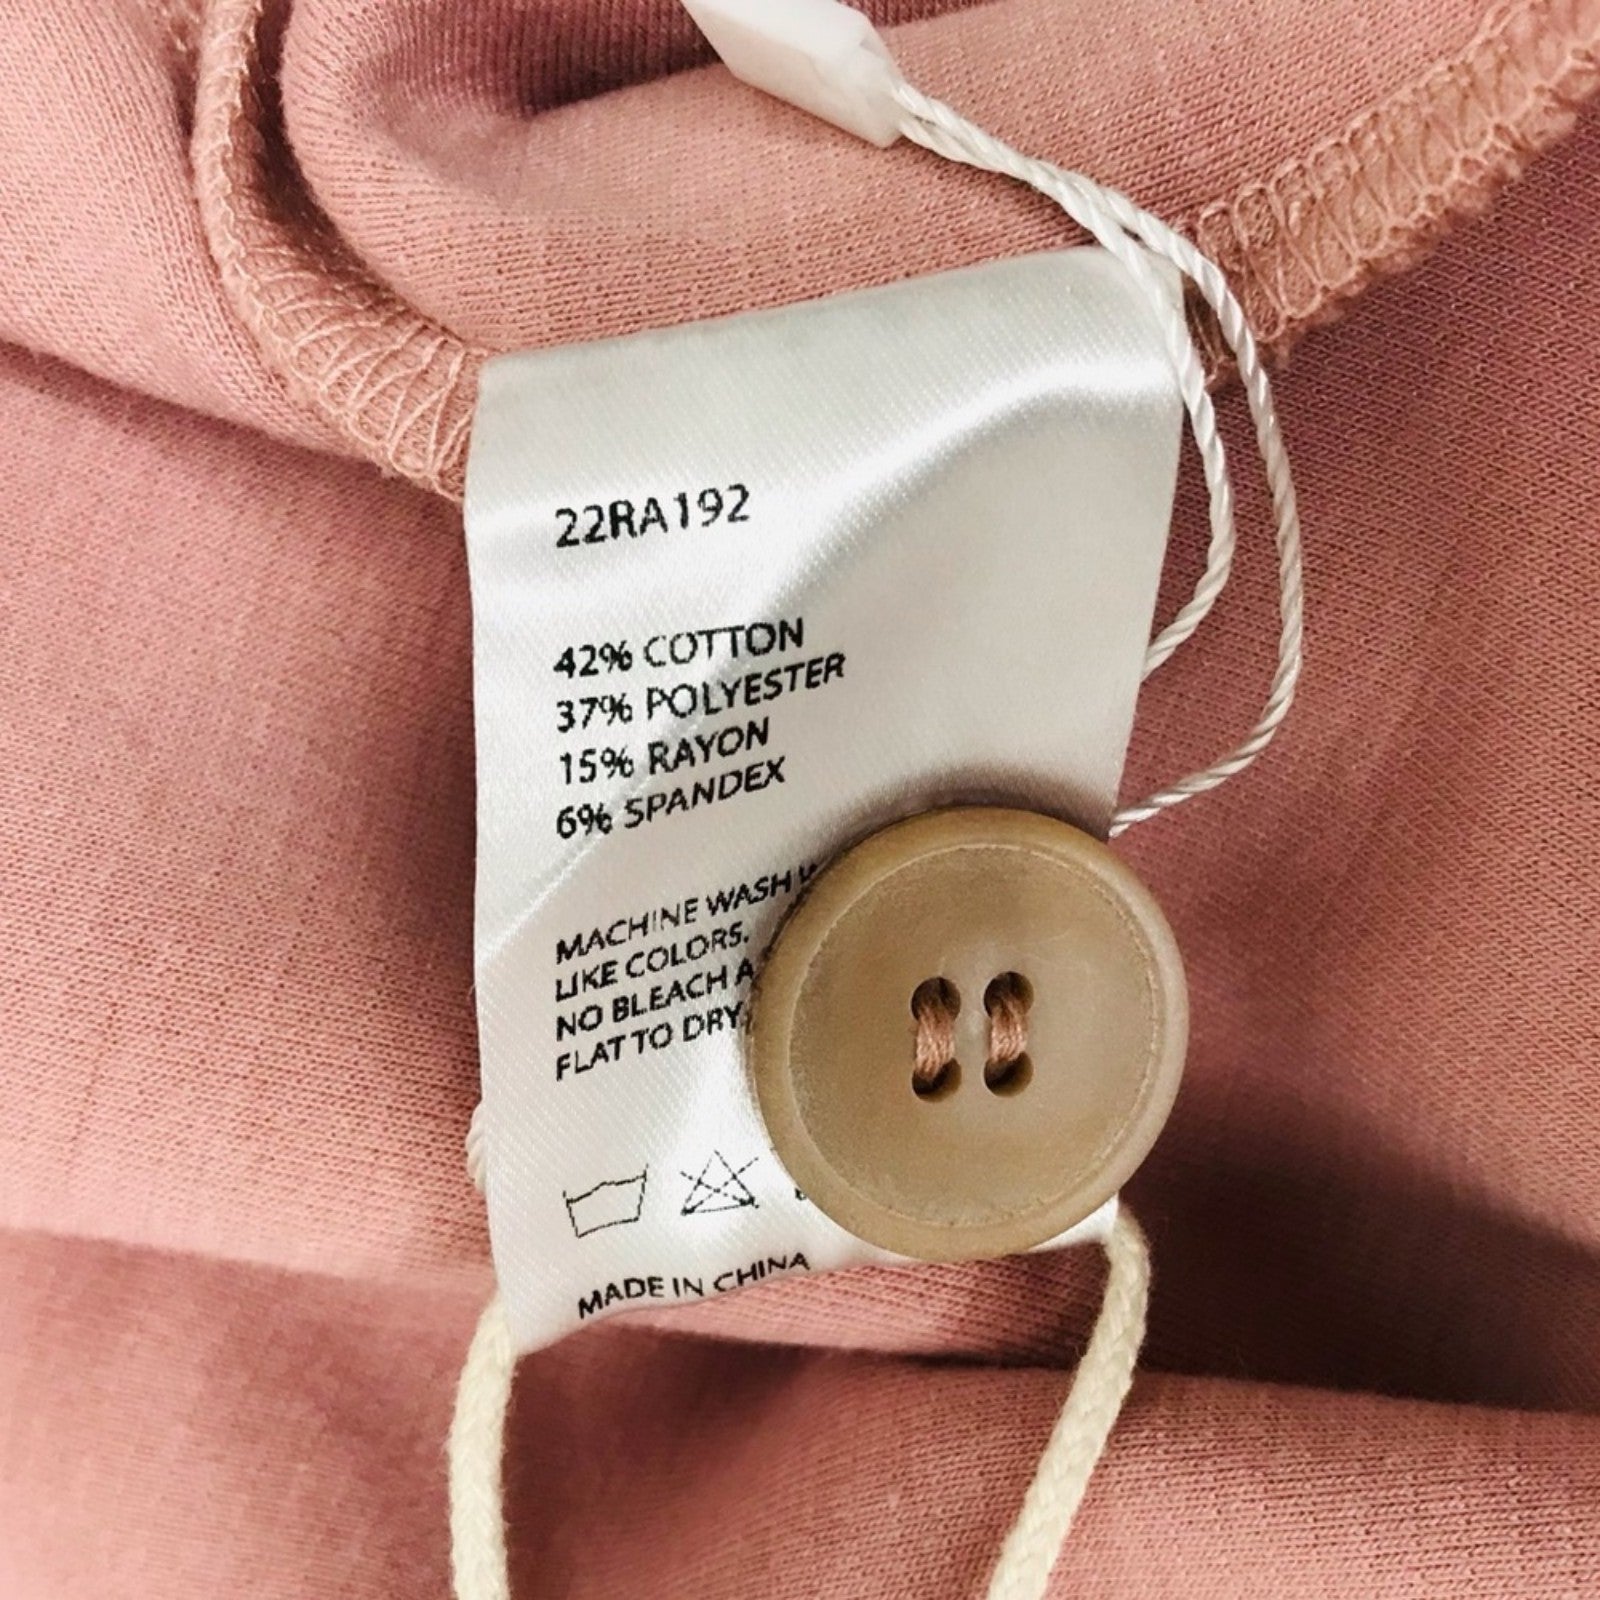 22RA192
42% COTTON
37% POLYESTER
15% RAYON
6% SPANDEX
MACHINE WASH
LIKE COLORS.
NO BLEACH
FLAT TO DRY
MADE IN CHINA